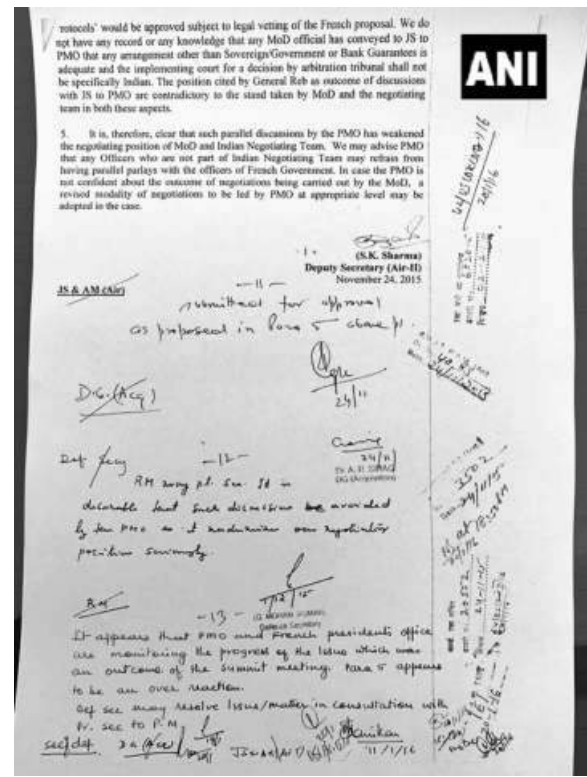 rotocols' would be approved subject to legal vetting of the French proposal. We do
not have any record or any knowledge that any MoD official has conveyed to JS to
PMO that any arrangement other than Sovereign/Government or Bank Guarantees is
adequate and the implementing court for a decision by arbitration tribunal shall not
be specifically Indian. The position cited by General Reb as outcome of discussions
with JS to PMO are contradictory to the stand taken by MoD and the negotiating
team in both these aspects.
ANI
5. It is, therefore, clear that such parallel discussions by the PMO has weakened
the negotiating position of MoD and Indian Negotiating Team. We may advise PMO
that any Officers who are not part of Indian Negotiating Team may refrain from
having parallel parlays with the officers of French Government. In case the PMO is
not confident about the outcome of negotiations being carried out by the MoD, a
revised modality of negotiations to be led by PMO at appropriate level may be
adopted in the case.
(S.K. Sharma)
Deputy Secretary (Air-II)
November 24, 2015
JS & AM (Air)
-11-
submitted for approval
as proposed in Para 5 above pl.
24/11
D.G. (Acq)
-12-
24/11
DG (Acquisition)
Def Secy
RM may pl. see. It is
desirable that such discussions be avoided
by the PMO as it undermines our negotiating
position seriously.
1/12/15
(G. MOHAN KUMAR)
Defence Secretary
RM
-13-
It appears that PMO and French presidents office
are monitoring the progress of the Issue which was
an outcome of the summit meeting. Para 5 appears
to be an over reaction.
Def sec may resolve Issue/matter in consultation with
Pr. sec to P.M
sec/def
11/1/16